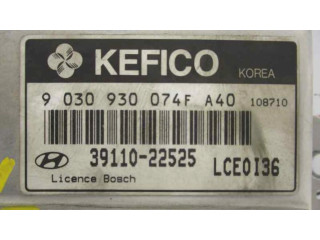 KEFICO KOREA
9 030 930 074F A40 108710
39110-22525 LCE0I36
Licence Bosch